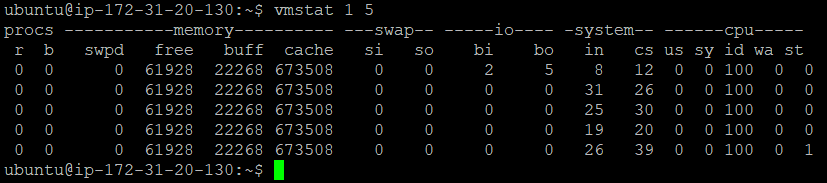 ubuntu@ip-172-31-20-130:~$ vmstat 1 5
procs -----------memory---------- ---swap-- -----io---- -system-- ------cpu-----
 r  b   swpd   free   buff  cache   si   so    bi    bo   in   cs us sy id wa st
 0  0      0  61928  22268 673508    0    0     2     5    8   12  0  0 100  0  0
 0  0      0  61928  22268 673508    0    0     0     0   31   26  0  0 100  0  0
 0  0      0  61928  22268 673508    0    0     0     0   25   30  0  0 100  0  0
 0  0      0  61928  22268 673508    0    0     0     0   19   20  0  0 100  0  0
 0  0      0  61928  22268 673508    0    0     0     0   26   39  0  0 100  0  1
ubuntu@ip-172-31-20-130:~$